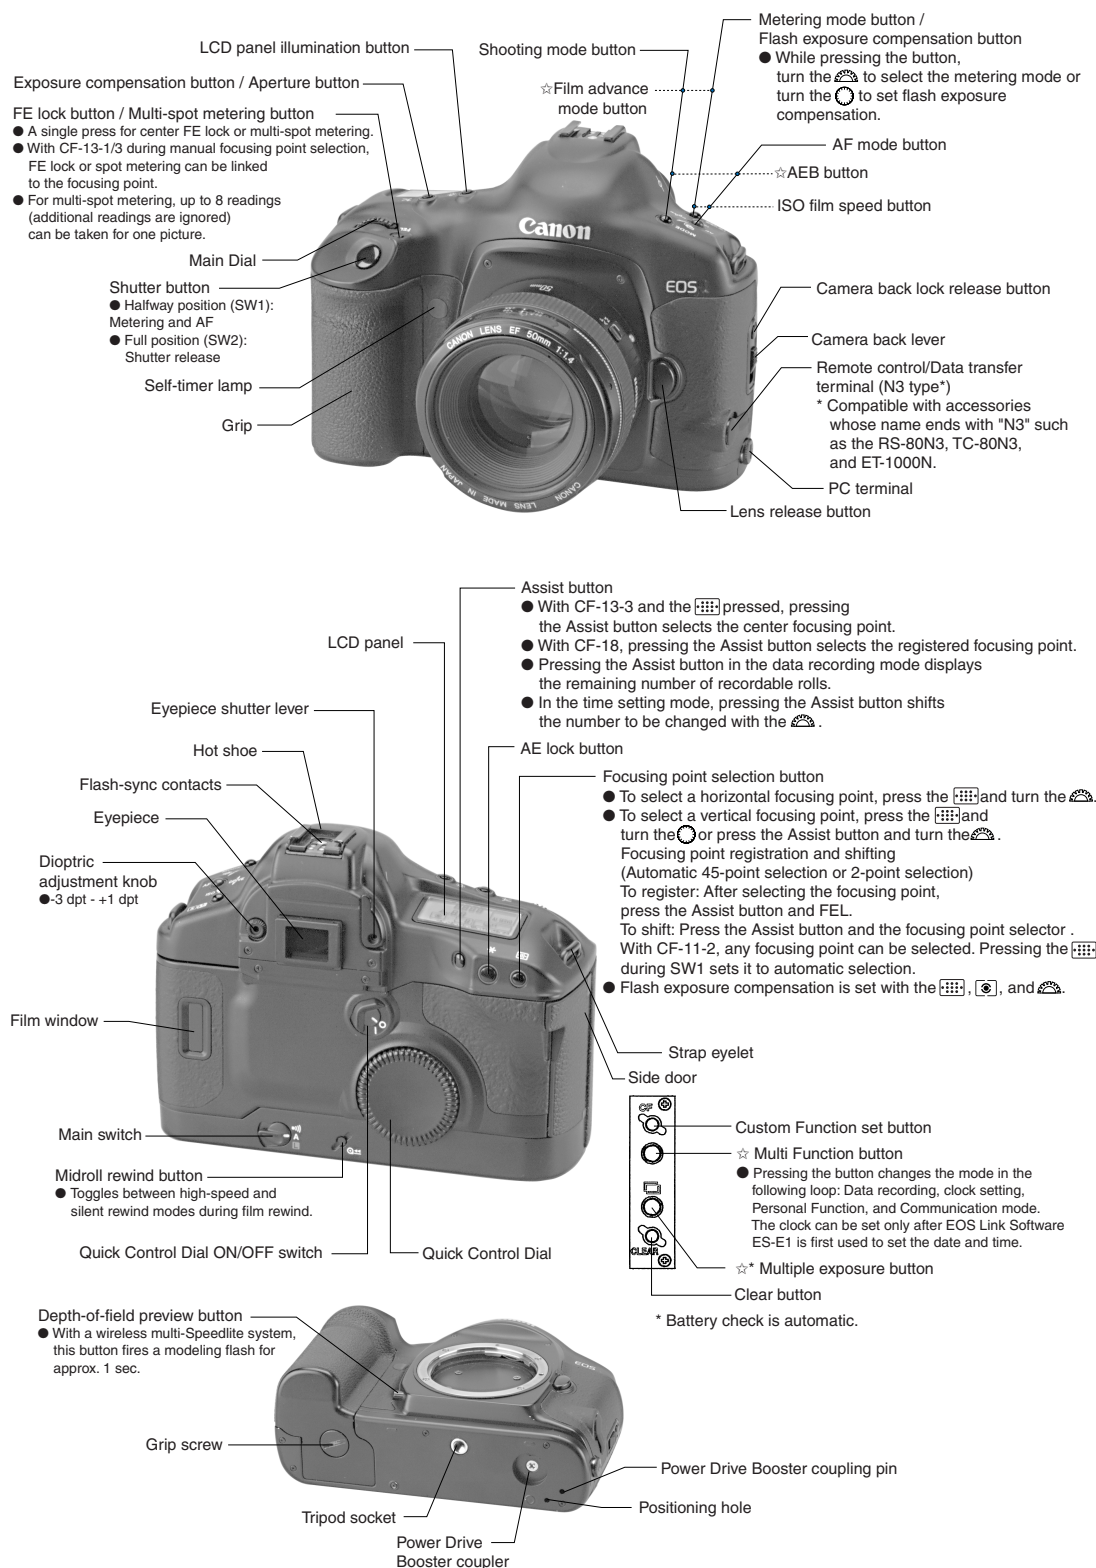 Metering mode button /
Flash exposure compensation button
● While pressing the button,
turn the to select the metering mode or
turn the to set flash exposure
compensation.
LCD panel illumination button
Shooting mode button
Exposure compensation button / Aperture button
☆Film advance
mode button
FE lock button / Multi-spot metering button
● A single press for center FE lock or multi-spot metering.
● With CF-13-1/3 during manual focusing point selection,
FE lock or spot metering can be linked
to the focusing point.
● For multi-spot metering, up to 8 readings
(additional readings are ignored)
can be taken for one picture.
AF mode button
☆AEB button
ISO film speed button
Main Dial
Shutter button
● Halfway position (SW1):
Metering and AF
● Full position (SW2):
Shutter release
Self-timer lamp
Grip
Canon
EOS
50mm
MODE
CANON LENS EF 50mm 1:1.4
CANON LENS MADE IN JAPAN
Camera back lock release button
Camera back lever
Remote control/Data transfer
terminal (N3 type*)
* Compatible with accessories
whose name ends with "N3" such
as the RS-80N3, TC-80N3,
and ET-1000N.
PC terminal
Lens release button
Assist button
● With CF-13-3 and the pressed, pressing
the Assist button selects the center focusing point.
● With CF-18, pressing the Assist button selects the registered focusing point.
● Pressing the Assist button in the data recording mode displays
the remaining number of recordable rolls.
● In the time setting mode, pressing the Assist button shifts
the number to be changed with the .
LCD panel
Eyepiece shutter lever
Hot shoe
Flash-sync contacts
Eyepiece
Dioptric
adjustment knob
●-3 dpt - +1 dpt
AE lock button
Focusing point selection button
● To select a horizontal focusing point, press the and turn the .
● To select a vertical focusing point, press the and
turn the or press the Assist button and turn the .
Focusing point registration and shifting
(Automatic 45-point selection or 2-point selection)
To register: After selecting the focusing point,
press the Assist button and FEL.
To shift: Press the Assist button and the focusing point selector .
With CF-11-2, any focusing point can be selected. Pressing the
during SW1 sets it to automatic selection.
● Flash exposure compensation is set with the , , and .
Film window
Strap eyelet
Side door
Main switch
A
Midroll rewind button
● Toggles between high-speed and
silent rewind modes during film rewind.
Quick Control Dial ON/OFF switch
Quick Control Dial
CF
CLEAR
Custom Function set button
☆ Multi Function button
● Pressing the button changes the mode in the
following loop: Data recording, clock setting,
Personal Function, and Communication mode.
The clock can be set only after EOS Link Software
ES-E1 is first used to set the date and time.
☆* Multiple exposure button
Clear button
* Battery check is automatic.
Depth-of-field preview button
● With a wireless multi-Speedlite system,
this button fires a modeling flash for
approx. 1 sec.
EOS
Grip screw
Tripod socket
Power Drive
Booster coupler
Power Drive Booster coupling pin
Positioning hole